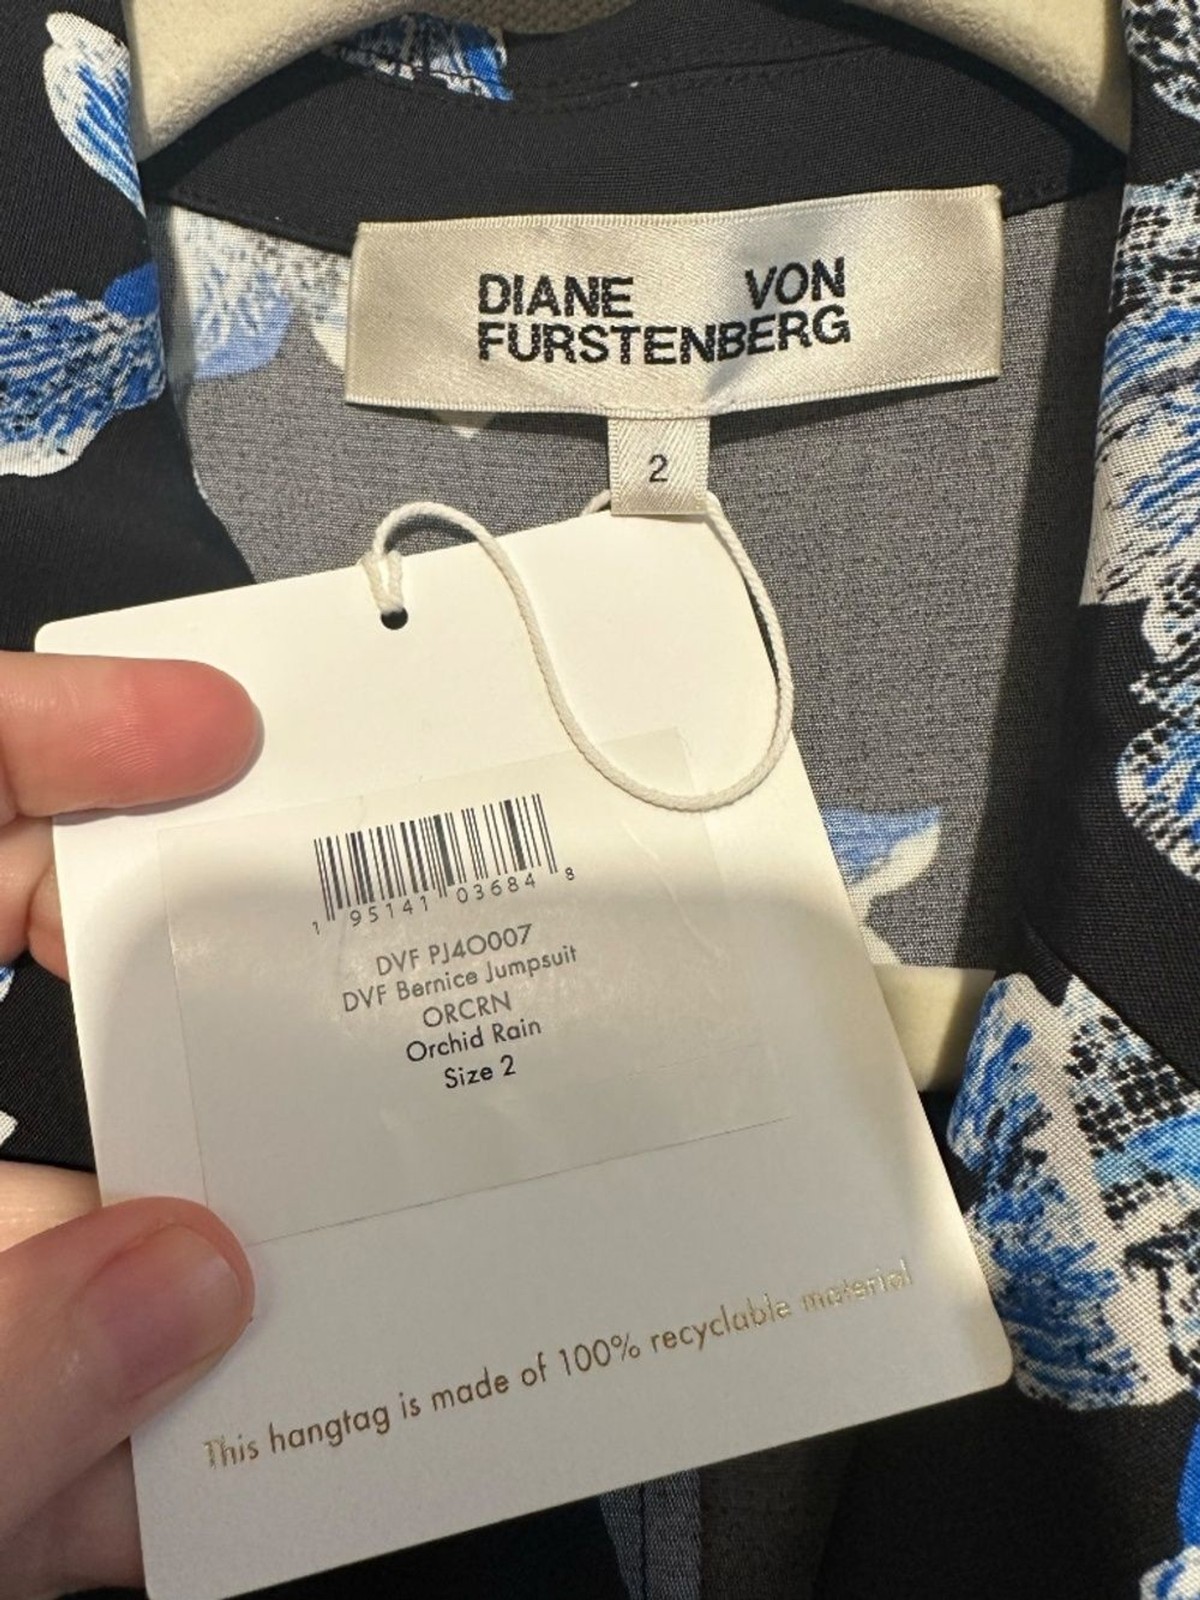 DIANE VON
FURSTENBERG
2
1 95141 03684 8
DVF PJ4O007
DVF Bernice Jumpsuit
ORCRN
Orchid Rain
Size 2
This hangtag is made of 100% recyclable material